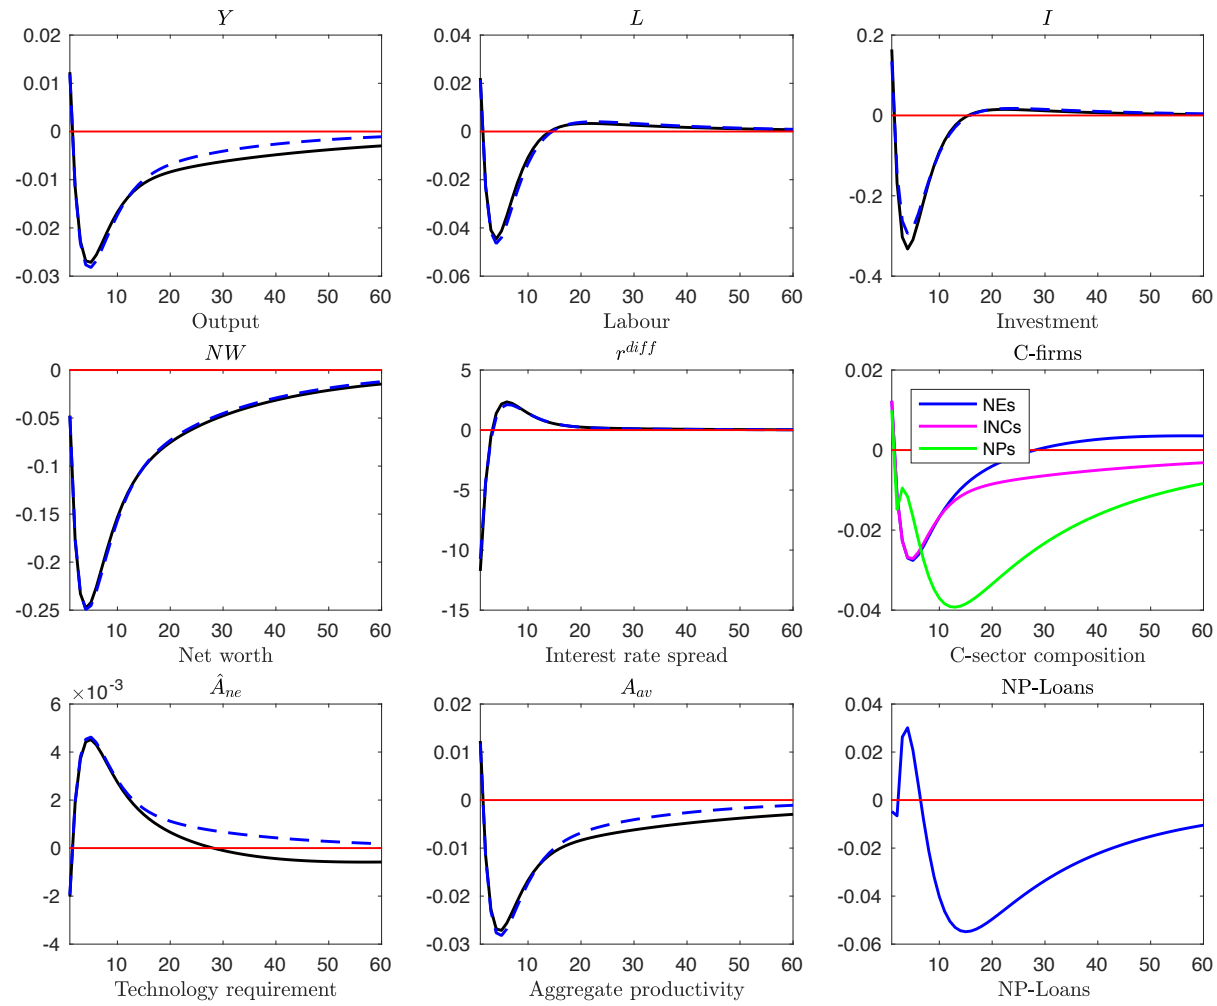 Y
0.02
0.01
0
-0.01
-0.02
-0.03
10 20 30 40 50 60
Output
L
0.04
0.02
0
-0.02
-0.04
-0.06
10 20 30 40 50 60
Labour
I
0.2
0
-0.2
-0.4
10 20 30 40 50 60
Investment
NW
0
-0.05
-0.1
-0.15
-0.2
-0.25
10 20 30 40 50 60
Net worth
r^{diff}
5
0
-5
-10
-15
10 20 30 40 50 60
Interest rate spread
C-firms
0.02
0
-0.02
-0.04
NEs
INCs
NPs
10 20 30 40 50 60
C-sector composition
Â_{ne}
×10^{-3}
6
4
2
0
-2
-4
10 20 30 40 50 60
Technology requirement
A_{av}
0.02
0.01
0
-0.01
-0.02
-0.03
10 20 30 40 50 60
Aggregate productivity
NP-Loans
0.04
0.02
0
-0.02
-0.04
-0.06
10 20 30 40 50 60
NP-Loans